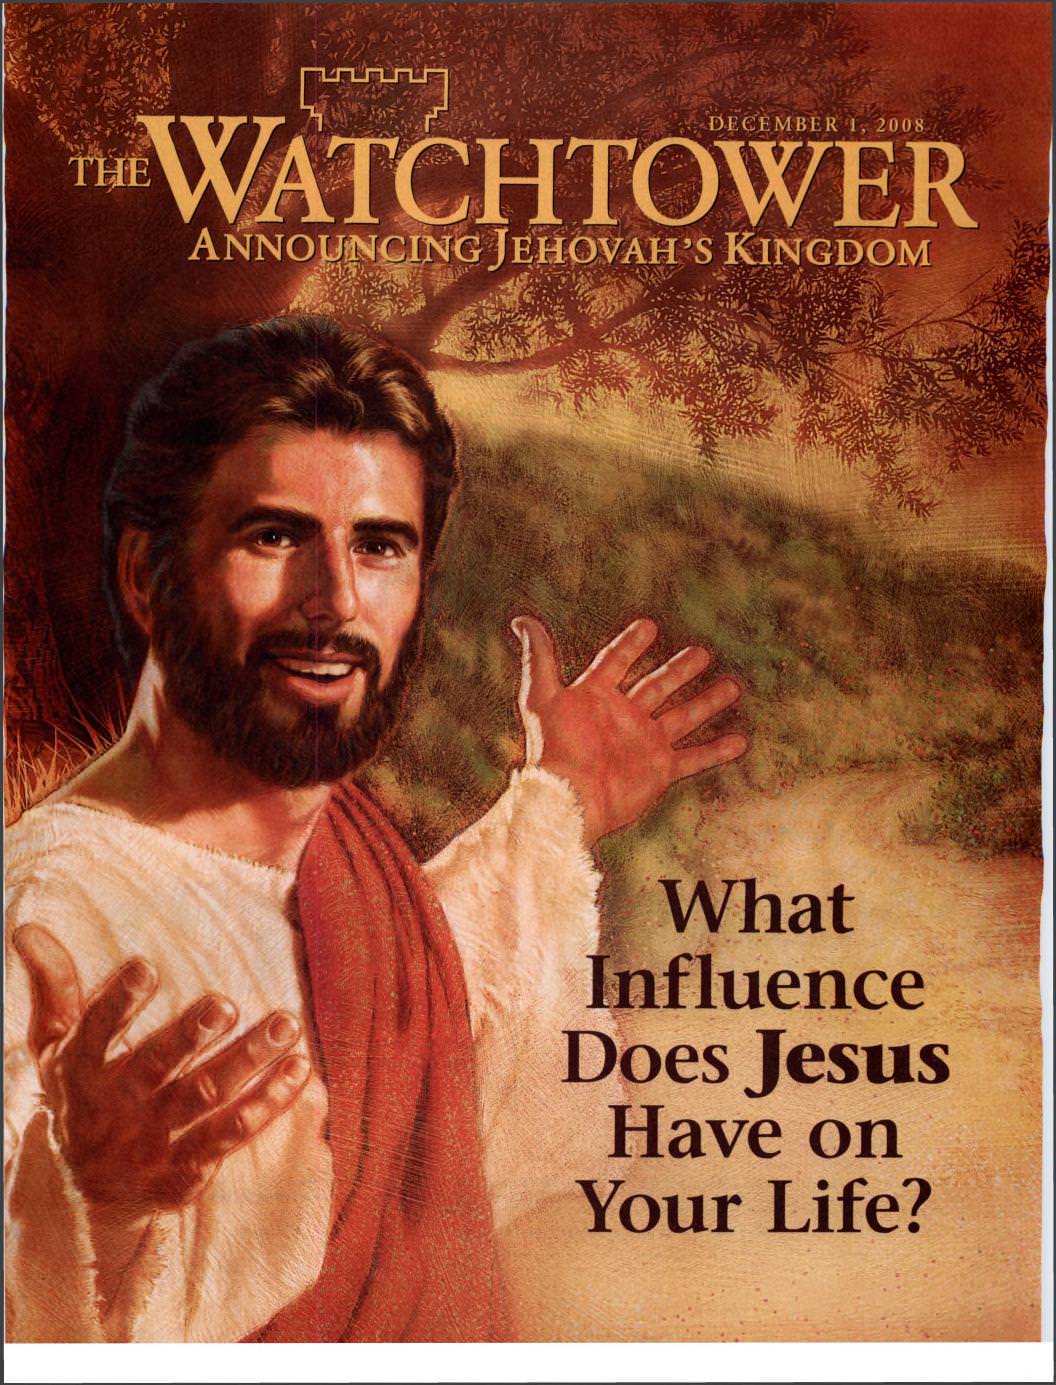 DECEMBER 1, 2008
THE WATCHTOWER
ANNOUNCING JEHOVAH'S KINGDOM
What
Influence
Does Jesus
Have on
Your Life?